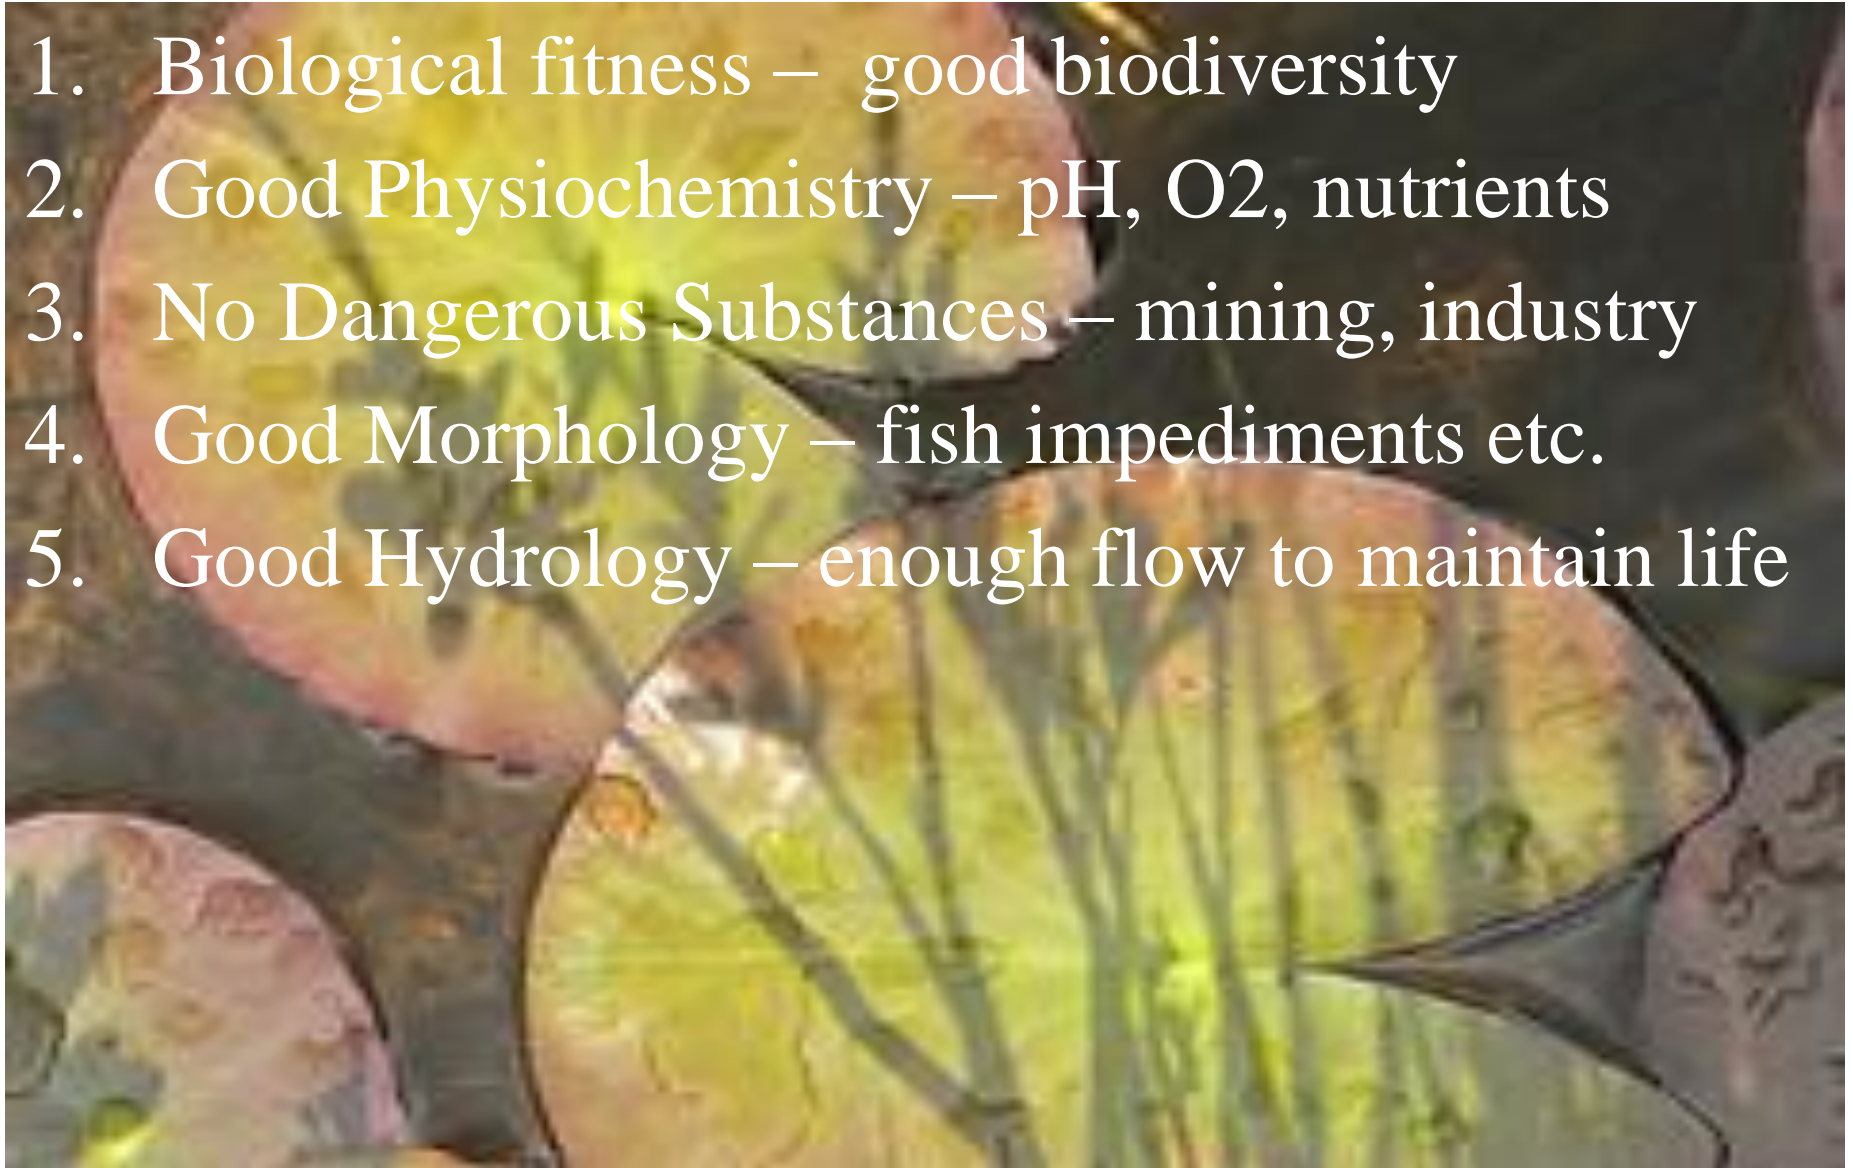 1. Biological fitness – good biodiversity
2. Good Physiochemistry – pH, O2, nutrients
3. No Dangerous Substances – mining, industry
4. Good Morphology – fish impediments etc.
5. Good Hydrology – enough flow to maintain life